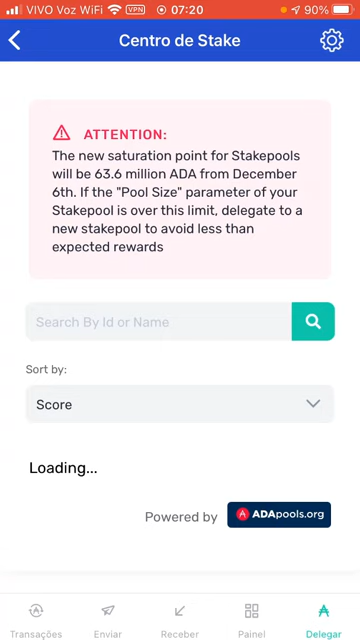 VIVO Voz WiFi VPN 07:20 90%
Centro de Stake
ATTENTION:
The new saturation point for Stakepools
will be 63.6 million ADA from December
6th. If the "Pool Size" parameter of your
Stakepool is over this limit, delegate to a
new stakepool to avoid less than
expected rewards
Search By Id or Name
Sort by:
Score
Loading...
Powered by ADApools.org
Transações Enviar Receber Painel Delegar